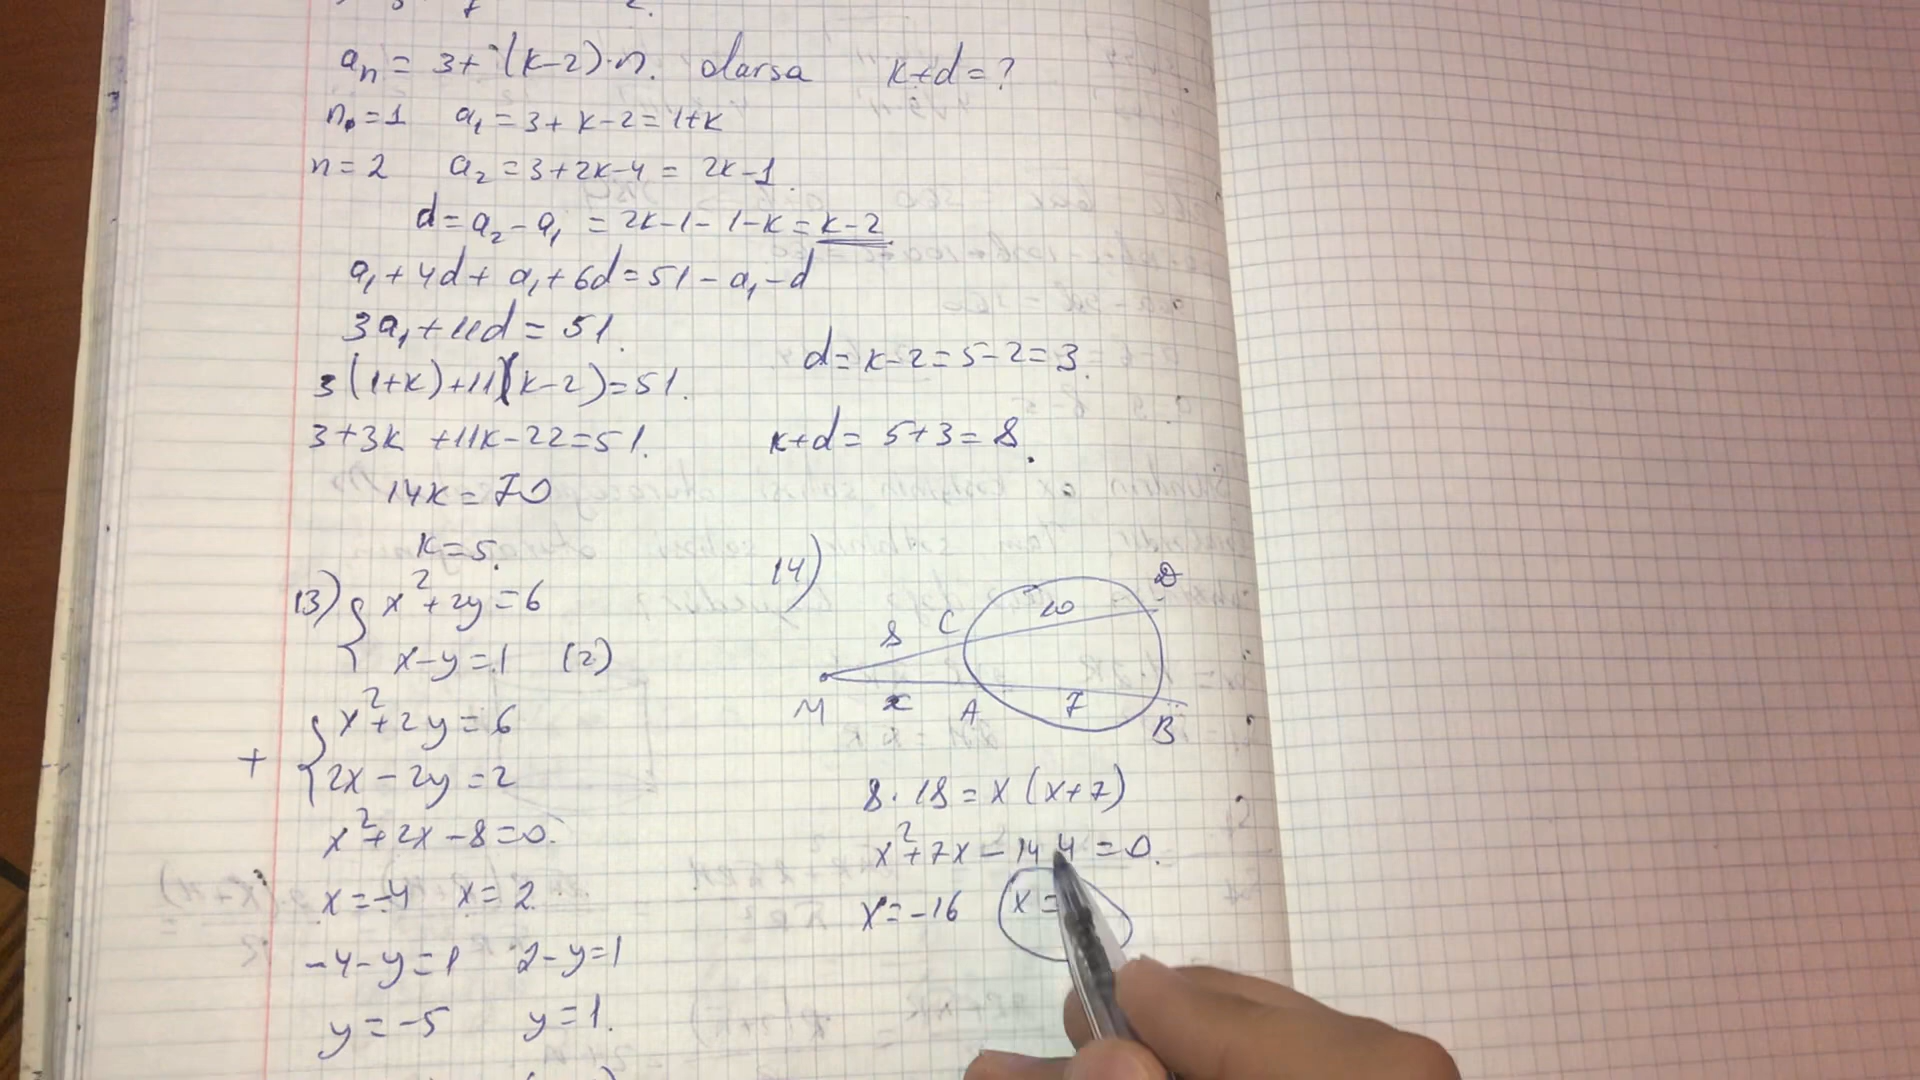 aₙ = 3 + (k-2)·n. olarsa k+d=?
n=1 a₁ = 3 + k-2 = 1+k
n=2 a₂ = 3+2k-4 = 2k-1.
d = a₂ - a₁ = 2k-1-1-k = k-2
a₁+4d+a₁+6d=51-a₁-d
3a₁+11d=51.
3(1+k)+11(k-2)=51.
3+3k+11k-22=51.
14k=70
k=5.
d=k-2=5-2=3.
k+d=5+3=8.
13) x²+2y=6
x-y=1 (2)
+ x²+2y=6
2x-2y=2
x²+2x-8=0.
x=-4 x=2
-4-y=1 2-y=1
y=-5 y=1.
14)
D
10
C
8
M x A 7 B
8·18=x(x+7)
x²+7x-144=0.
x=-16 x=